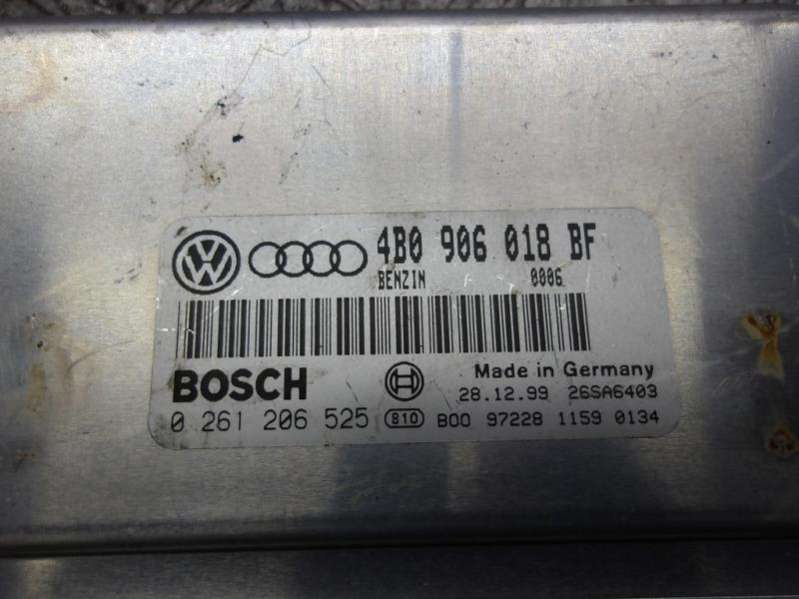 4B0 906 018 BF
BENZIN 0006
BOSCH Made in Germany
28.12.99 26SA6403
0 261 206 525 810 B00 97228 1159 0134